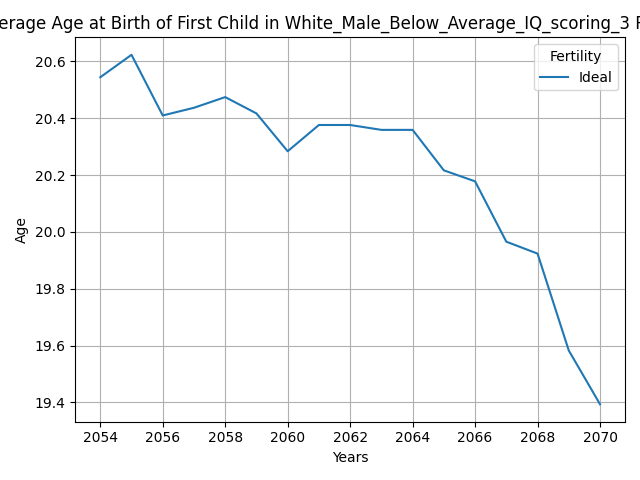 erage Age at Birth of First Child in White_Male_Below_Average_IQ_scoring_3
Fertility
Ideal
20.6
20.4
20.2
20.0
19.8
19.6
19.4
Age
2054 2056 2058 2060 2062 2064 2066 2068 2070
Years